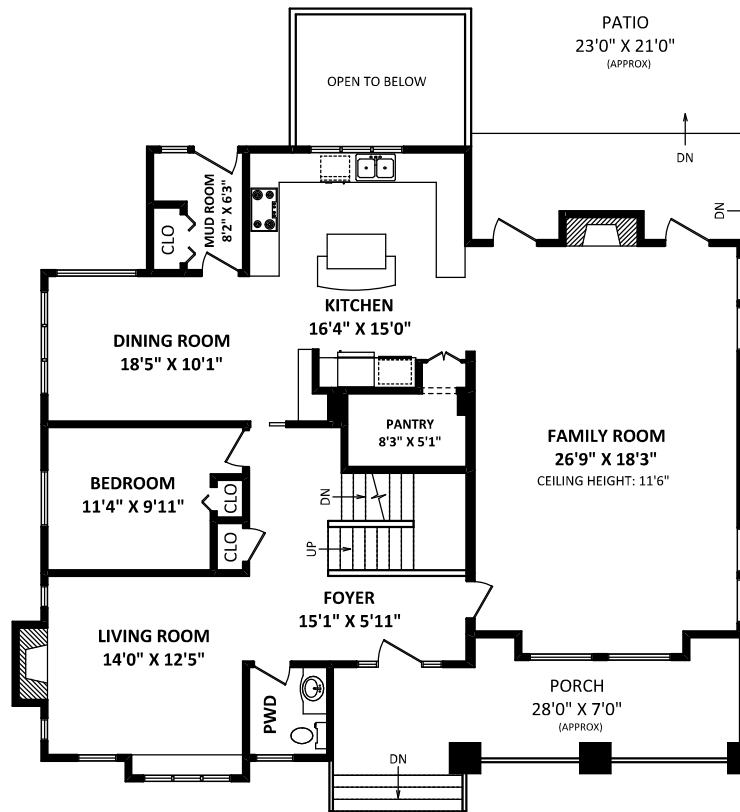 PATIO
23'0" X 21'0"
(APPROX)
OPEN TO BELOW
DN
DN
MUD ROOM
8'2" X 6'3"
CLO
KITCHEN
16'4" X 15'0"
DINING ROOM
18'5" X 10'1"
PANTRY
8'3" X 5'1"
FAMILY ROOM
26'9" X 18'3"
CEILING HEIGHT: 11'6"
BEDROOM
11'4" X 9'11"
CLO
DN
CLO
UP
FOYER
15'1" X 5'11"
LIVING ROOM
14'0" X 12'5"
PWD
PORCH
28'0" X 7'0"
(APPROX)
DN